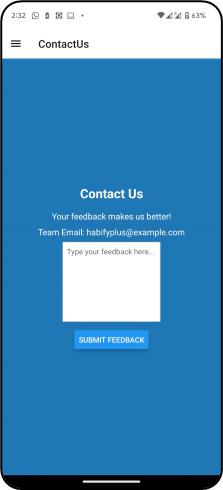 2:32 63%
ContactUs
Contact Us
Your feedback makes us better!
Team Email: habifyplus@example.com
Type your feedback here...
SUBMIT FEEDBACK